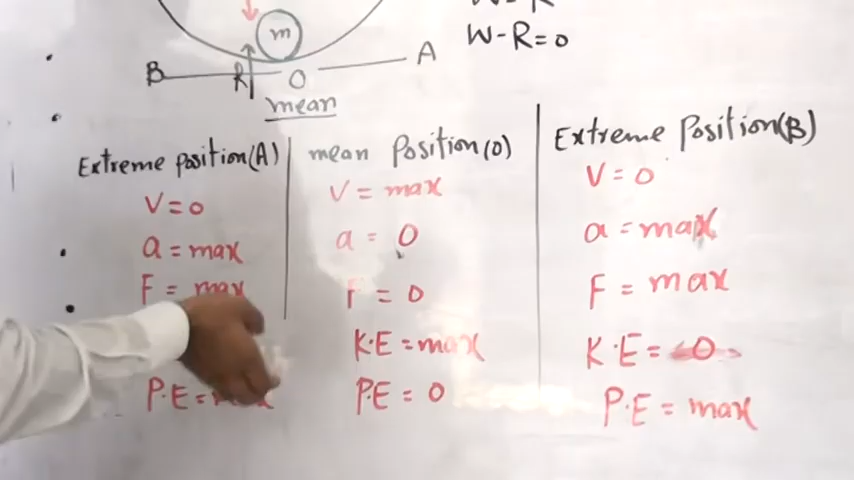 m
W-R=0
A
B
R
O
mean
Extreme position(A)
V=0
a = max
F = max
P.E=
mean Position(O)
V = max
a = 0
F = 0
K.E = max
P.E = 0
Extreme Position(B)
V = 0
a = max
F = max
K.E = 0
P.E = max